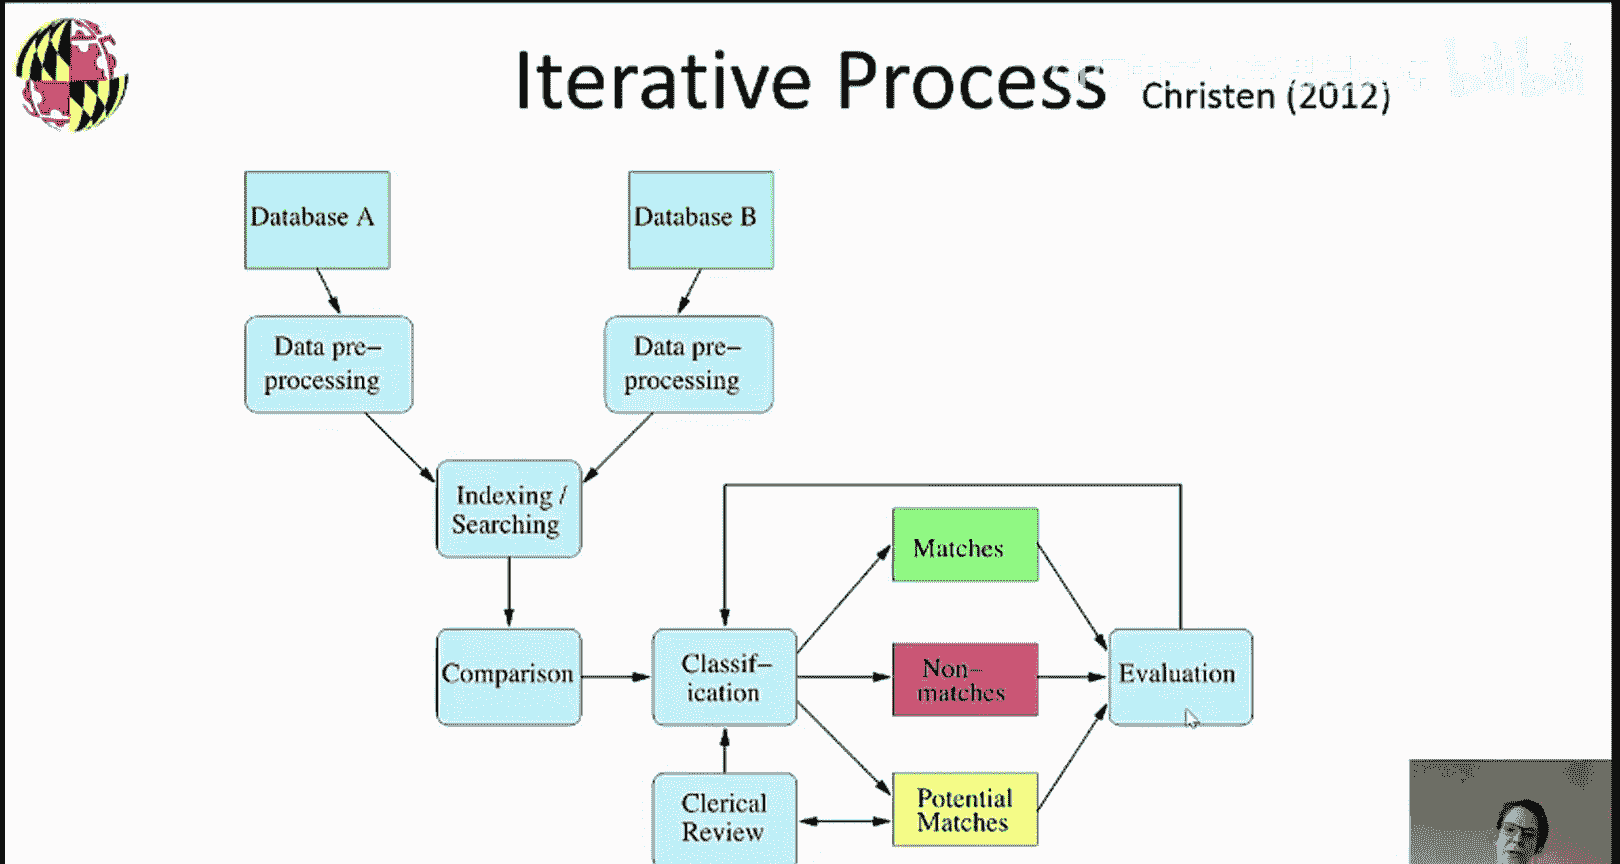 Iterative Process Christen (2012)
Database A
Database B
Data pre–
processing
Data pre–
processing
Indexing /
Searching
Comparison
Classif–
ication
Matches
Non–
matches
Potential
Matches
Evaluation
Clerical
Review